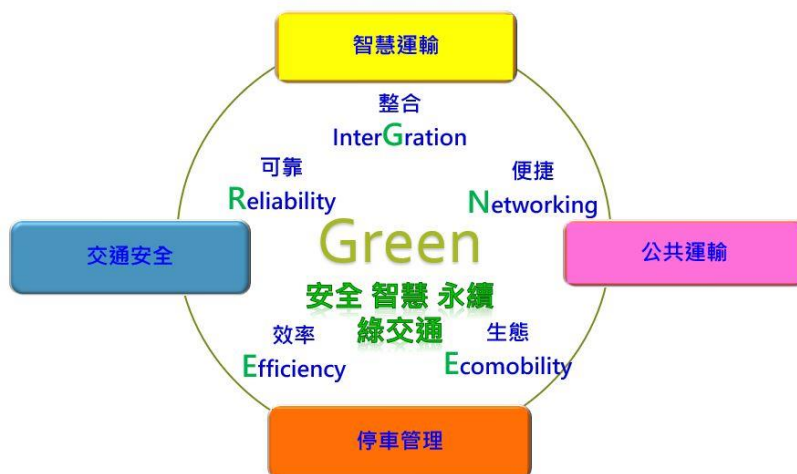 智慧運輸
整合
InterGration
可靠
Reliability
便捷
Networking
交通安全
Green
公共運輸
安全 智慧 永續
綠交通
效率
Efficiency
生態
Ecomobility
停車管理